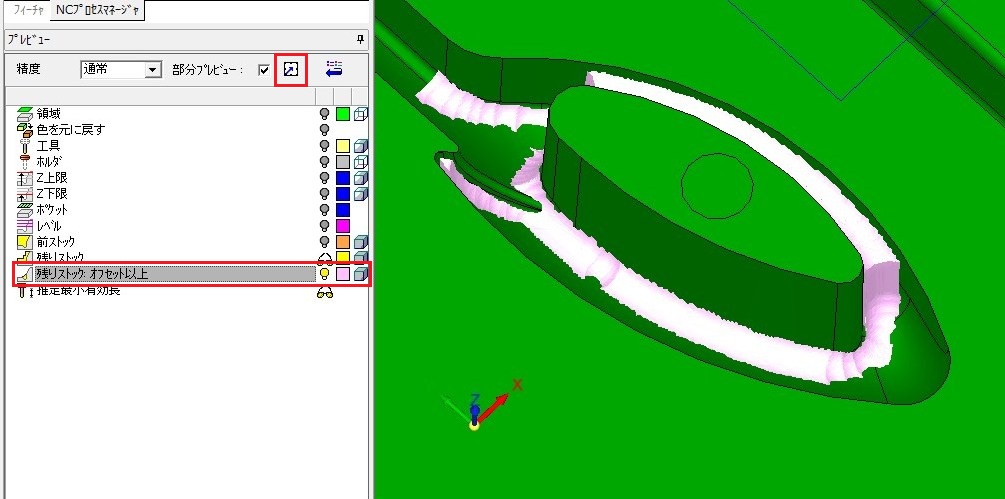 フィーチャ NCプロセスマネージャ
プレビュー
精度 通常 部分プレビュー:
領域
色を元に戻す
工具
ホルダ
Z上限
Z下限
ポケット
レベル
前ストック
残りストック
残りストック: オフセット以上
推定最小有効長
X
Z